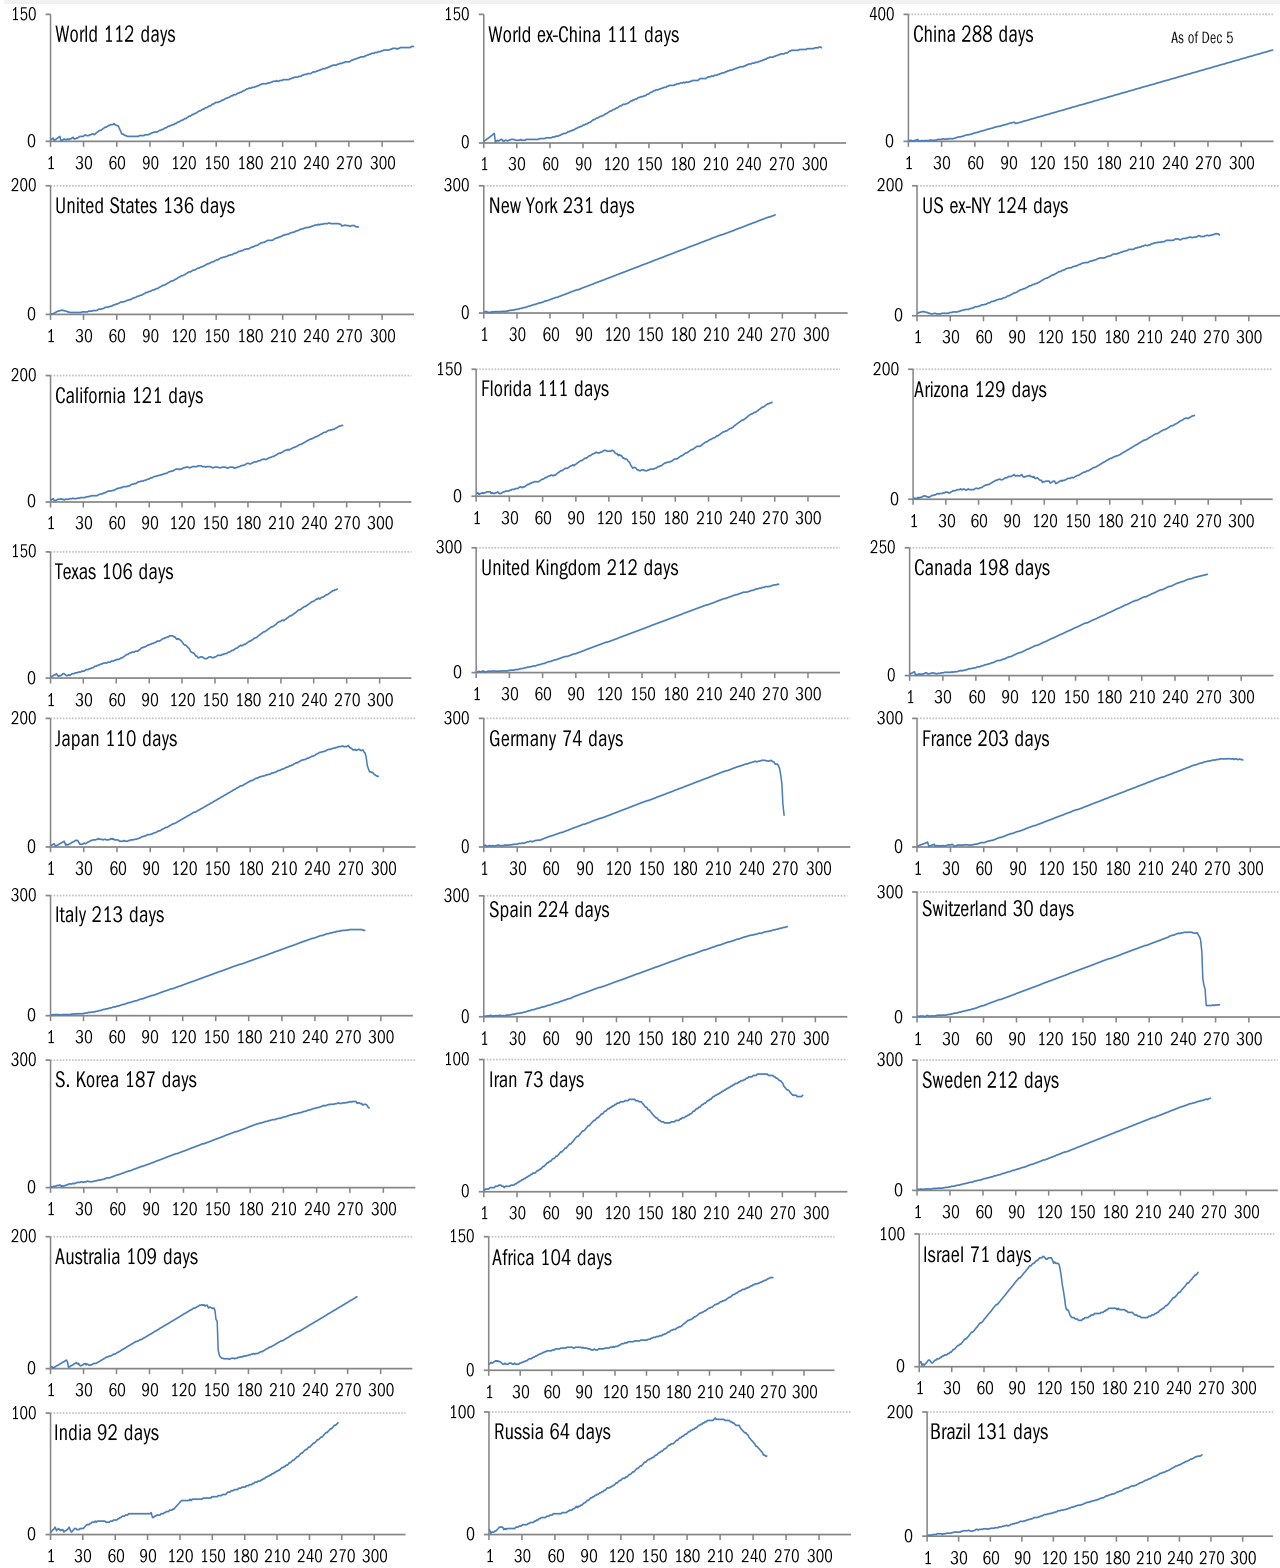 150
World 112 days
0
1 30 60 90 120 150 180 210 240 270 300
150
World ex-China 111 days
0
1 30 60 90 120 150 180 210 240 270 300
400
China 288 days
As of Dec 5
0
1 30 60 90 120 150 180 210 240 270 300
200
United States 136 days
0
1 30 60 90 120 150 180 210 240 270 300
300
New York 231 days
0
1 30 60 90 120 150 180 210 240 270 300
200
US ex-NY 124 days
0
1 30 60 90 120 150 180 210 240 270 300
200
California 121 days
0
1 30 60 90 120 150 180 210 240 270 300
150
Florida 111 days
0
1 30 60 90 120 150 180 210 240 270 300
200
Arizona 129 days
0
1 30 60 90 120 150 180 210 240 270 300
150
Texas 106 days
0
1 30 60 90 120 150 180 210 240 270 300
300
United Kingdom 212 days
0
1 30 60 90 120 150 180 210 240 270 300
250
Canada 198 days
0
1 30 60 90 120 150 180 210 240 270 300
200
Japan 110 days
0
1 30 60 90 120 150 180 210 240 270 300
300
Germany 74 days
0
1 30 60 90 120 150 180 210 240 270 300
300
France 203 days
0
1 30 60 90 120 150 180 210 240 270 300
300
Italy 213 days
0
1 30 60 90 120 150 180 210 240 270 300
300
Spain 224 days
0
1 30 60 90 120 150 180 210 240 270 300
300
Switzerland 30 days
0
1 30 60 90 120 150 180 210 240 270 300
300
S. Korea 187 days
0
1 30 60 90 120 150 180 210 240 270 300
100
Iran 73 days
0
1 30 60 90 120 150 180 210 240 270 300
300
Sweden 212 days
0
1 30 60 90 120 150 180 210 240 270 300
200
Australia 109 days
0
1 30 60 90 120 150 180 210 240 270 300
150
Africa 104 days
0
1 30 60 90 120 150 180 210 240 270 300
100
Israel 71 days
0
1 30 60 90 120 150 180 210 240 270 300
100
India 92 days
0
1 30 60 90 120 150 180 210 240 270 300
100
Russia 64 days
0
1 30 60 90 120 150 180 210 240 270 300
200
Brazil 131 days
0
1 30 60 90 120 150 180 210 240 270 300